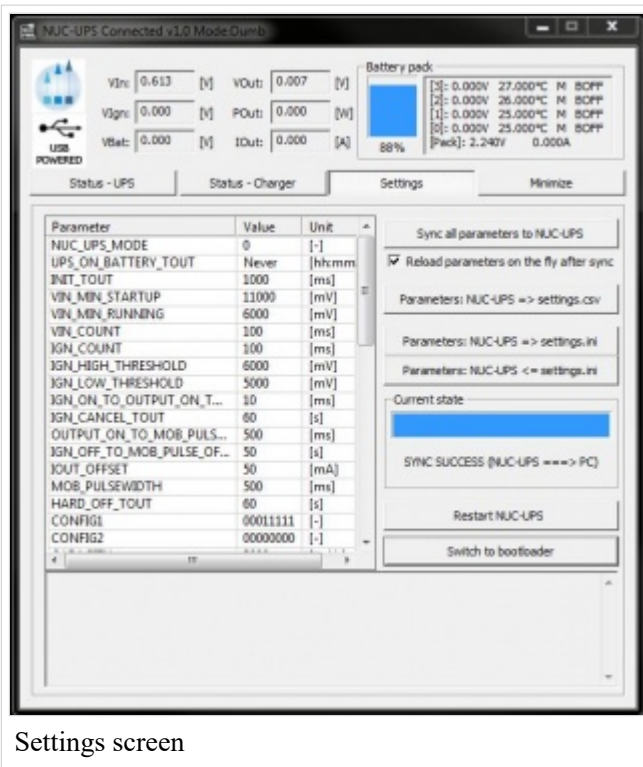 NUC-UPS Connected v1.0 Mode:Dumb
VIn: 0.613 [V] VOut: 0.007 [V]
VIgn: 0.000 [V] POut: 0.000 [W]
VBat: 0.000 [V] IOut: 0.000 [A]
USB
POWERED
Battery pack
88%
[3]: 0.000V 27.000°C M BOFF
[2]: 0.000V 26.000°C M BOFF
[1]: 0.000V 25.000°C M BOFF
[0]: 0.000V 25.000°C M BOFF
[Pack]: 2.240V 0.000A
Status - UPS Status - Charger Settings Minimize
Parameter Value Unit
NUC_UPS_MODE 0 [-]
UPS_ON_BATTERY_TOUT Never [hh:mm
INIT_TOUT 1000 [ms]
VIN_MIN_STARTUP 11000 [mV]
VIN_MIN_RUNNING 6000 [mV]
VIN_COUNT 100 [ms]
IGN_COUNT 100 [ms]
IGN_HIGH_THRESHOLD 6000 [mV]
IGN_LOW_THRESHOLD 5000 [mV]
IGN_ON_TO_OUTPUT_ON_T... 10 [ms]
IGN_CANCEL_TOUT 60 [s]
OUTPUT_ON_TO_MOB_PULS... 500 [ms]
IGN_OFF_TO_MOB_PULSE_OF... 50 [s]
IOUT_OFFSET 50 [mA]
MOB_PULSEWIDTH 500 [ms]
HARD_OFF_TOUT 60 [s]
CONFIG1 00011111 [-]
CONFIG2 00000000 [-]
Sync all parameters to NUC-UPS
Reload parameters on the fly after sync
Parameters: NUC-UPS => settings.csv
Parameters: NUC-UPS => settings.ini
Parameters: NUC-UPS <= settings.ini
Current state
SYNC SUCCESS (NUC-UPS ===> PC)
Restart NUC-UPS
Switch to bootloader
Settings screen